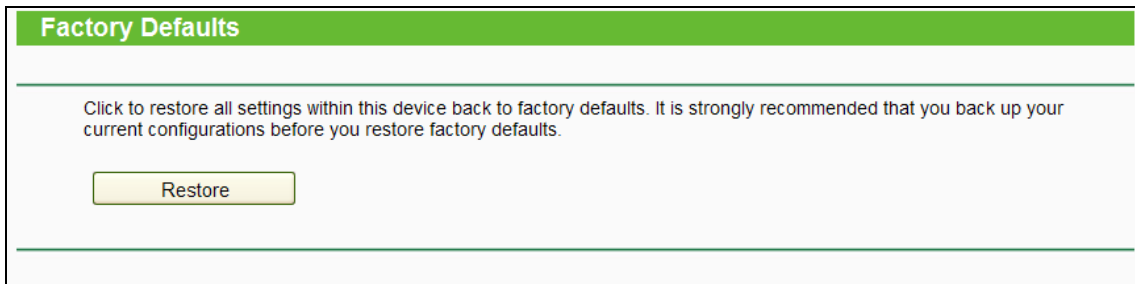 Factory Defaults
Click to restore all settings within this device back to factory defaults. It is strongly recommended that you back up your
current configurations before you restore factory defaults.
Restore